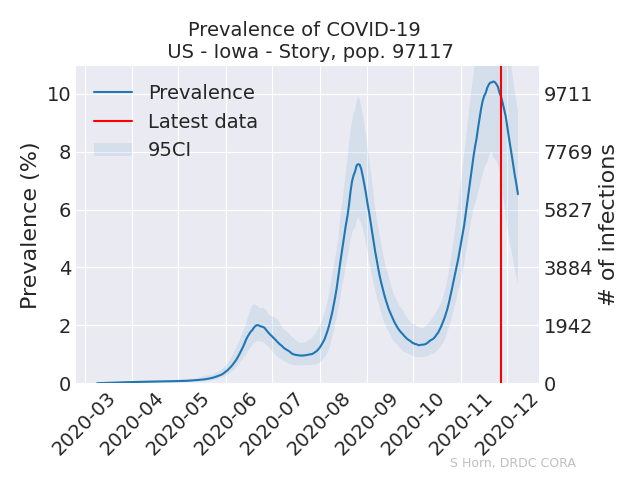 Prevalence of COVID-19
US - Iowa - Story, pop. 97117
Prevalence
Latest data
95CI
Prevalence (%)
10
8
6
4
2
0
9711
7769
5827
3884
1942
0
# of infections
2020-03
2020-04
2020-05
2020-06
2020-07
2020-08
2020-09
2020-10
2020-11
2020-12
S Horn, DRDC CORA